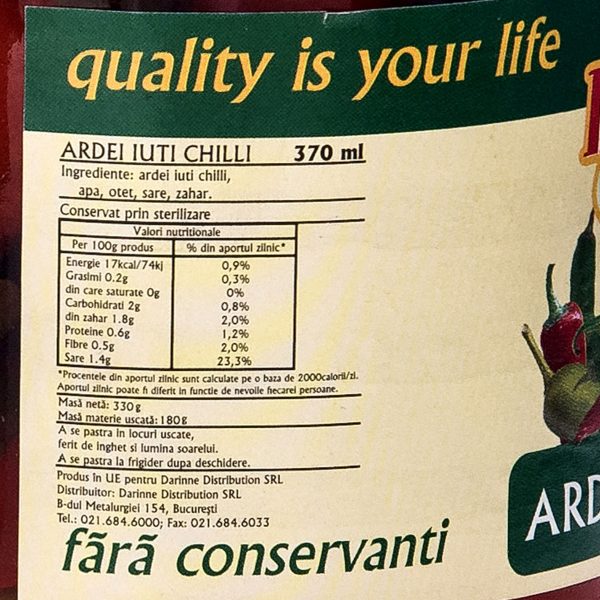 quality is your life
ARDEI IUTI CHILLI 370 ml
Ingrediente: ardei iuti chilli,
apa, otet, sare, zahar.
Conservat prin sterilizare
Valori nutritionale
Per 100g produs % din aportul zilnic*
Energie 17kcal/74kj 0,9%
Grasimi 0.2g 0,3%
din care saturate 0g 0%
Carbohidrati 2g 0,8%
din zahar 1.8g 2,0%
Proteine 0.6g 1,2%
Fibre 0.5g 2,0%
Sare 1.4g 23,3%
*Procentele din aportul zilnic sunt calculate pe o baza de 2000calorii/zi.
Aportul zilnic poate fi diferit in functie de nevoile fiecarei persoane.
Masă netă: 330g
Masă materie uscată: 180g
A se pastra in locuri uscate,
ferit de inghet si lumina soarelui.
A se pastra la frigider dupa deschidere.
Produs în UE pentru Darinne Distribution SRL
Distribuitor: Darinne Distribution SRL
B-dul Metalurgiei 154, Bucureşti
Tel.: 021.684.6000; Fax: 021.684.6033
fãrã conservanti
ARD